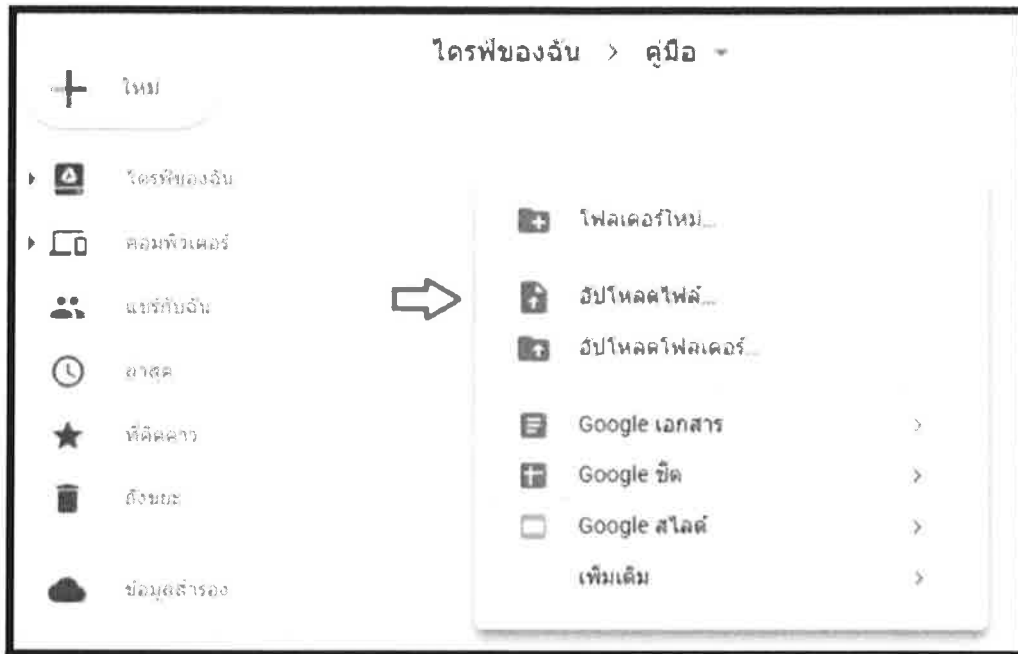 ไดรฟ์ของฉัน > คู่มือ
ใหม่
ไดรฟ์ของฉัน
คอมพิวเตอร์
แชร์กับฉัน
ล่าสุด
ที่ติดดาว
ถังขยะ
ข้อมูลสำรอง
โฟลเดอร์ใหม่...
อัปโหลดไฟล์...
อัปโหลดโฟลเดอร์...
Google เอกสาร
Google ชีต
Google สไลด์
เพิ่มเติม